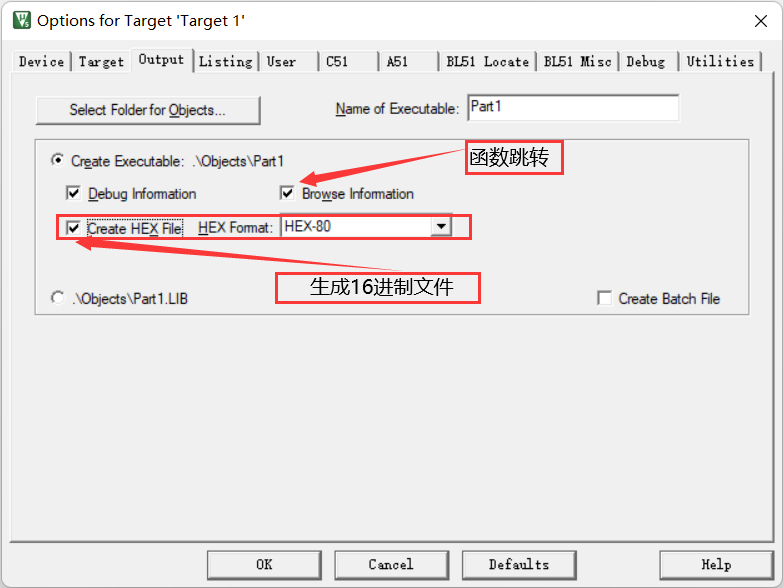 Options for Target 'Target 1'
Device Target Output Listing User C51 A51 BL51 Locate BL51 Misc Debug Utilities
Select Folder for Objects... Name of Executable: Part1
函数跳转
Create Executable: .\Objects\Part1
Debug Information Browse Information
Create HEX File HEX Format: HEX-80
生成16进制文件
.\Objects\Part1.LIB Create Batch File
OK Cancel Defaults Help